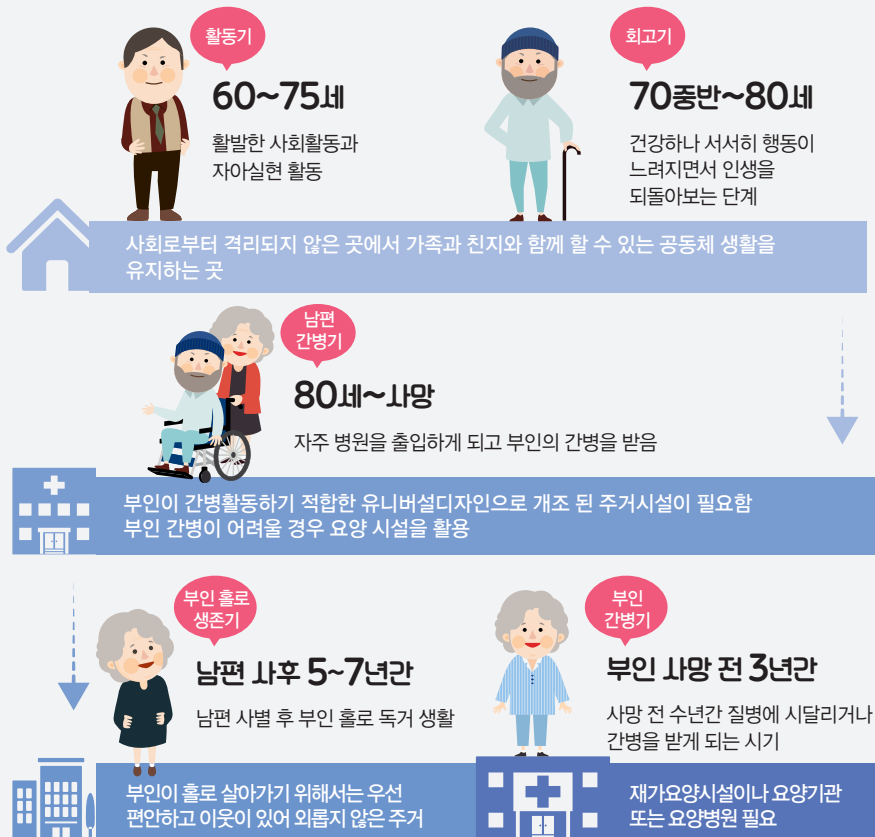 활동기
60~75세
활발한 사회활동과
자아실현 활동
회고기
70중반~80세
건강하나 서서히 행동이
느려지면서 인생을
되돌아보는 단계
사회로부터 격리되지 않은 곳에서 가족과 친지와 함께 할 수 있는 공동체 생활을
유지하는 곳
남편
간병기
80세~사망
자주 병원을 출입하게 되고 부인의 간병을 받음
부인이 간병활동하기 적합한 유니버설디자인으로 개조 된 주거시설이 필요함
부인 간병이 어려울 경우 요양 시설을 활용
부인 홀로
생존기
남편 사후 5~7년간
남편 사별 후 부인 홀로 독거 생활
부인이 홀로 살아가기 위해서는 우선
편안하고 이웃이 있어 외롭지 않은 주거
부인
간병기
부인 사망 전 3년간
사망 전 수년간 질병에 시달리거나
간병을 받게 되는 시기
재가요양시설이나 요양기관
또는 요양병원 필요